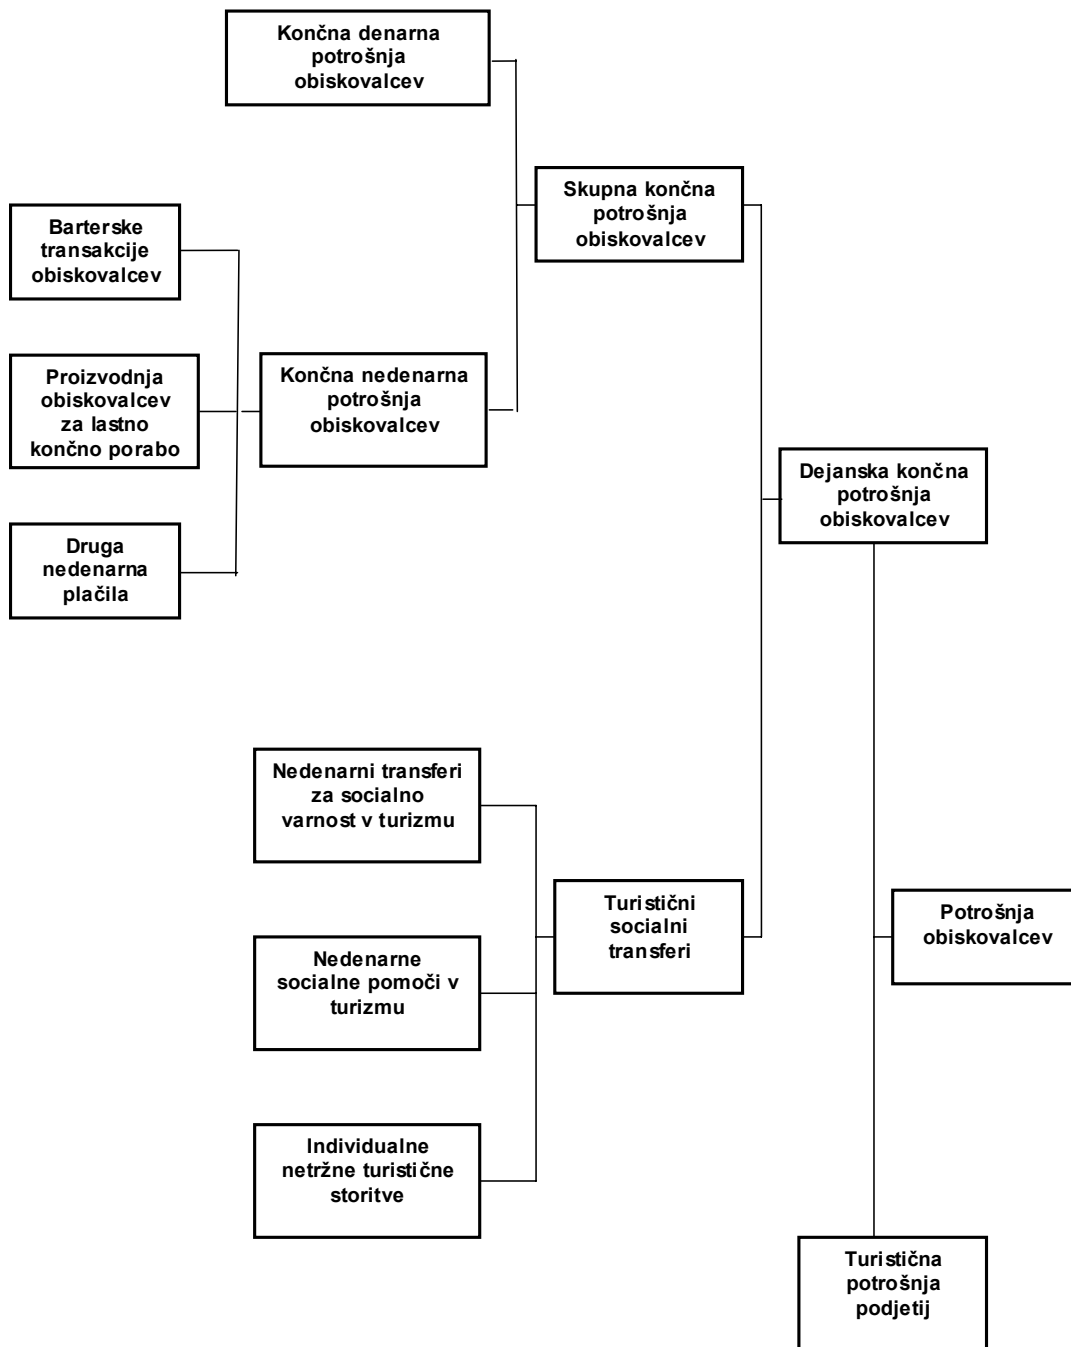 Končna denarna
potrošnja
obiskovalcev
Skupna končna
potrošnja
obiskovalcev
Barterske
transakcije
obiskovalcev
Proizvodnja
obiskovalcev
za lastno
končno porabo
Končna nedenarna
potrošnja
obiskovalcev
Dejanska končna
potrošnja
obiskovalcev
Druga
nedenarna
plačila
Nedenarni transferi
za socialno
varnost v turizmu
Turistični
socialni
transferi
Potrošnja
obiskovalcev
Nedenarne
socialne pomoči v
turizmu
Individualne
netržne turistične
storitve
Turistična
potrošnja
podjetij